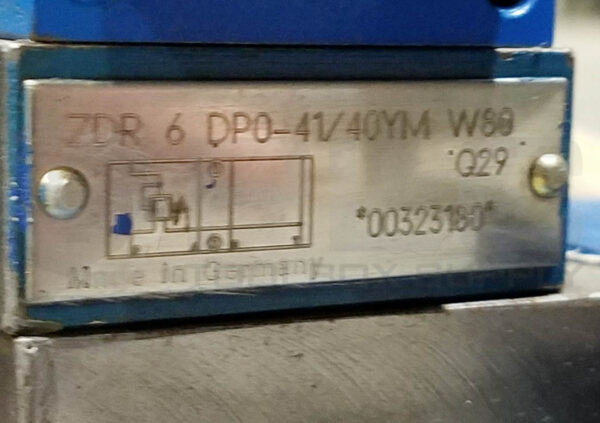 ZDR 6 DP0-41/40YM W80
Q29
*00323180*
Made in Germany